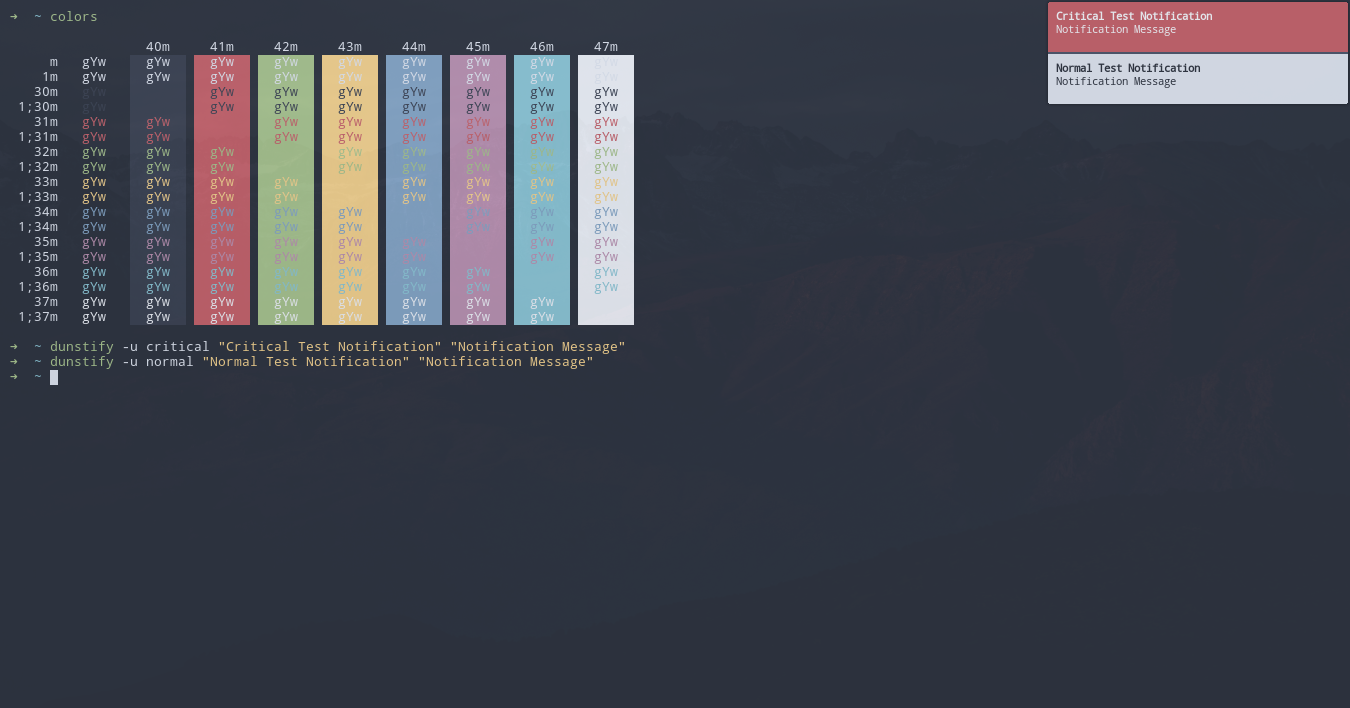 ➜ ~ colors
40m 41m 42m 43m 44m 45m 46m 47m
m gYw gYw gYw gYw gYw gYw gYw gYw gYw
1m gYw gYw gYw gYw gYw gYw gYw gYw gYw
30m gYw gYw gYw gYw gYw gYw gYw gYw
1;30m gYw gYw gYw gYw gYw gYw gYw gYw
31m gYw gYw gYw gYw gYw gYw gYw gYw
1;31m gYw gYw gYw gYw gYw gYw gYw gYw
32m gYw gYw gYw gYw gYw gYw gYw gYw
1;32m gYw gYw gYw gYw gYw gYw gYw gYw
33m gYw gYw gYw gYw gYw gYw gYw gYw
1;33m gYw gYw gYw gYw gYw gYw gYw gYw
34m gYw gYw gYw gYw gYw gYw gYw gYw
1;34m gYw gYw gYw gYw gYw gYw gYw gYw
35m gYw gYw gYw gYw gYw gYw gYw gYw
1;35m gYw gYw gYw gYw gYw gYw gYw gYw
36m gYw gYw gYw gYw gYw gYw gYw gYw
1;36m gYw gYw gYw gYw gYw gYw gYw gYw
37m gYw gYw gYw gYw gYw gYw gYw gYw
1;37m gYw gYw gYw gYw gYw gYw gYw gYw
➜ ~ dunstify -u critical "Critical Test Notification" "Notification Message"
➜ ~ dunstify -u normal "Normal Test Notification" "Notification Message"
➜ ~
Critical Test Notification
Notification Message
Normal Test Notification
Notification Message